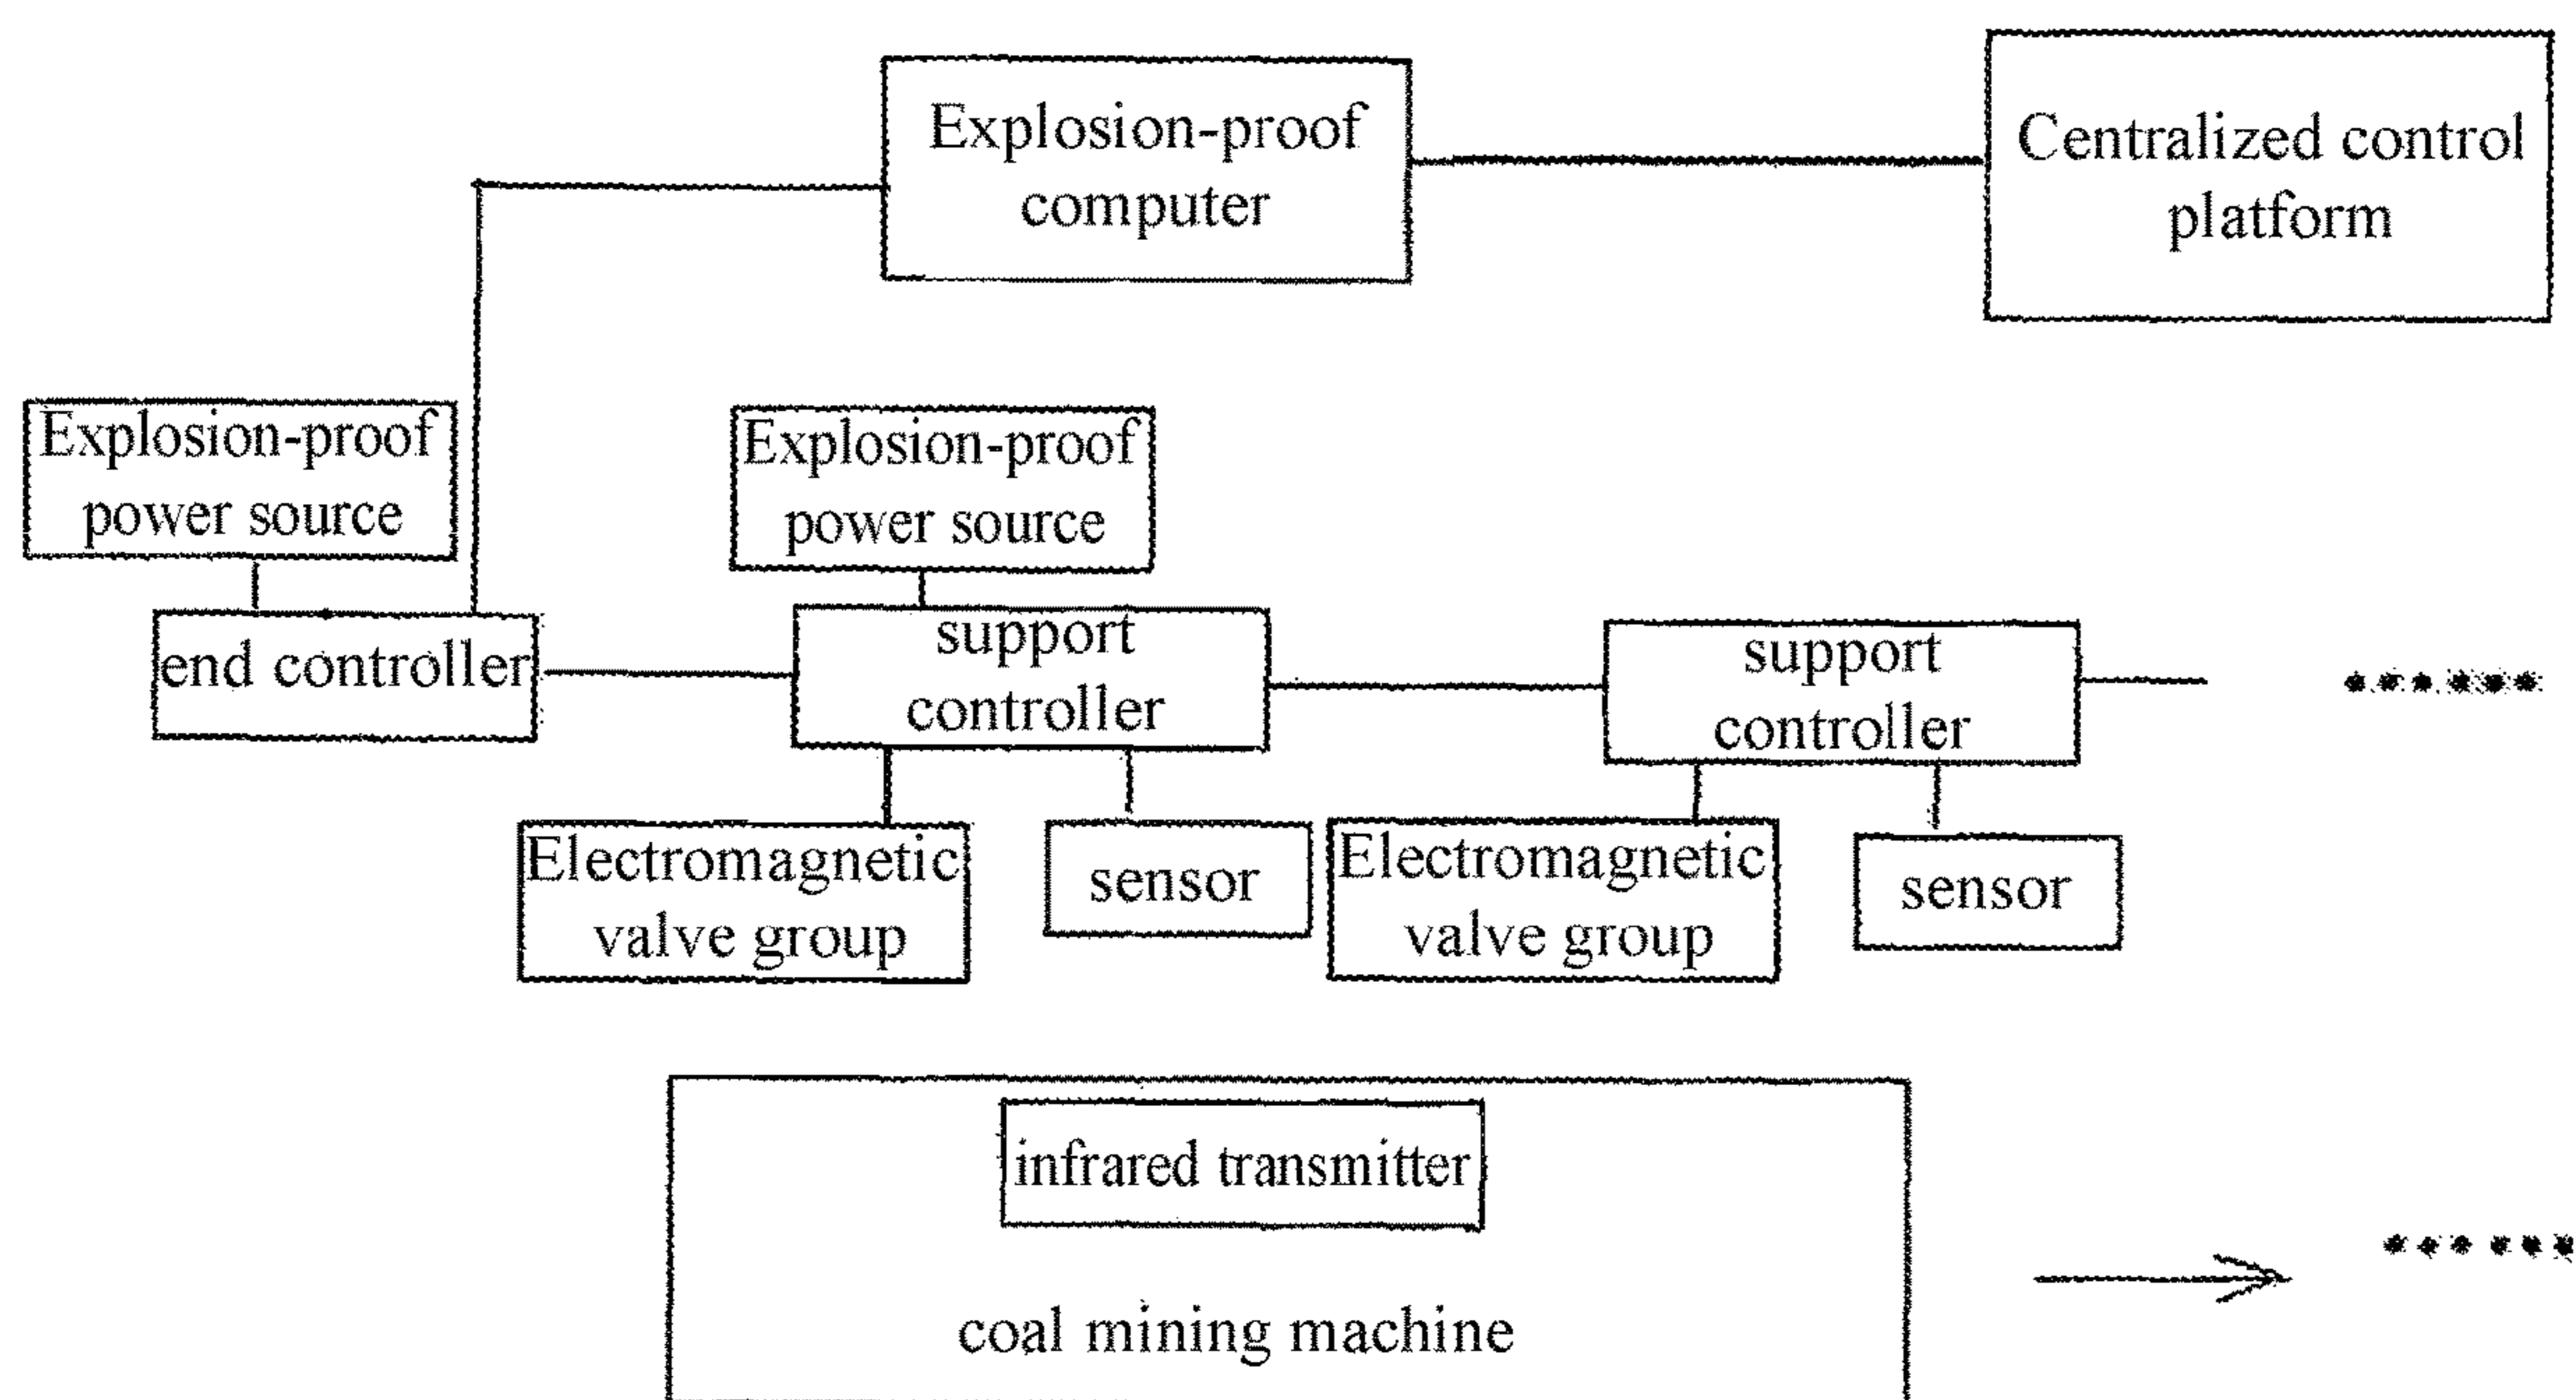 Explosion-proof
computer
Centralized control
platform
Explosion-proof
power source
Explosion-proof
power source
end controller
support
controller
support
controller
Electromagnetic
valve group
sensor
Electromagnetic
valve group
sensor
infrared transmitter
coal mining machine